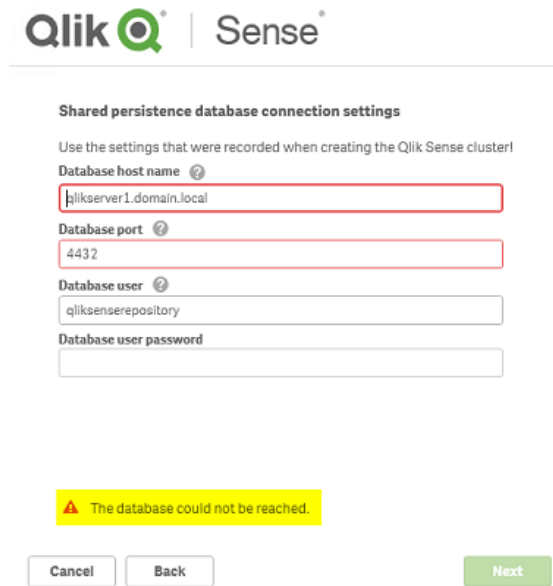 Qlik Sense®
Shared persistence database connection settings
Use the settings that were recorded when creating the Qlik Sense cluster!
Database host name ?
qlikserver1.domain.local
Database port ?
4432
Database user ?
qliksenserepository
Database user password
The database could not be reached.
Cancel Back Next